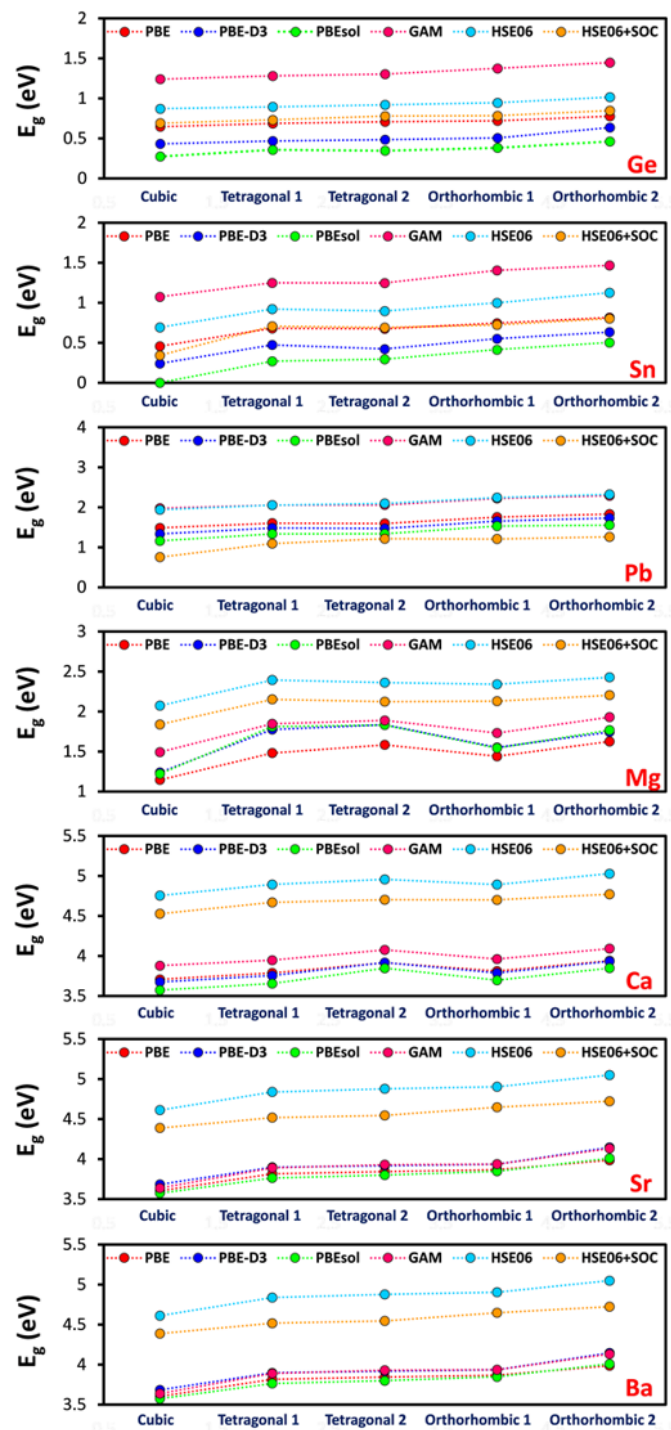 PBE PBE-D3 PBEsol GAM HSE06 HSE06+SOC
2
1.5
1
0.5
0
E_g (eV)
Ge
Cubic Tetragonal 1 Tetragonal 2 Orthorhombic 1 Orthorhombic 2
PBE PBE-D3 PBEsol GAM HSE06 HSE06+SOC
2
1.5
1
0.5
0
E_g (eV)
Sn
Cubic Tetragonal 1 Tetragonal 2 Orthorhombic 1 Orthorhombic 2
PBE PBE-D3 PBEsol GAM HSE06 HSE06+SOC
4
3
2
1
0
E_g (eV)
Pb
Cubic Tetragonal 1 Tetragonal 2 Orthorhombic 1 Orthorhombic 2
PBE PBE-D3 PBEsol GAM HSE06 HSE06+SOC
3
2.5
2
1.5
1
E_g (eV)
Mg
Cubic Tetragonal 1 Tetragonal 2 Orthorhombic 1 Orthorhombic 2
PBE PBE-D3 PBEsol GAM HSE06 HSE06+SOC
5.5
5
4.5
4
3.5
E_g (eV)
Ca
Cubic Tetragonal 1 Tetragonal 2 Orthorhombic 1 Orthorhombic 2
PBE PBE-D3 PBEsol GAM HSE06 HSE06+SOC
5.5
5
4.5
4
3.5
E_g (eV)
Sr
Cubic Tetragonal 1 Tetragonal 2 Orthorhombic 1 Orthorhombic 2
PBE PBE-D3 PBEsol GAM HSE06 HSE06+SOC
5.5
5
4.5
4
3.5
E_g (eV)
Ba
Cubic Tetragonal 1 Tetragonal 2 Orthorhombic 1 Orthorhombic 2